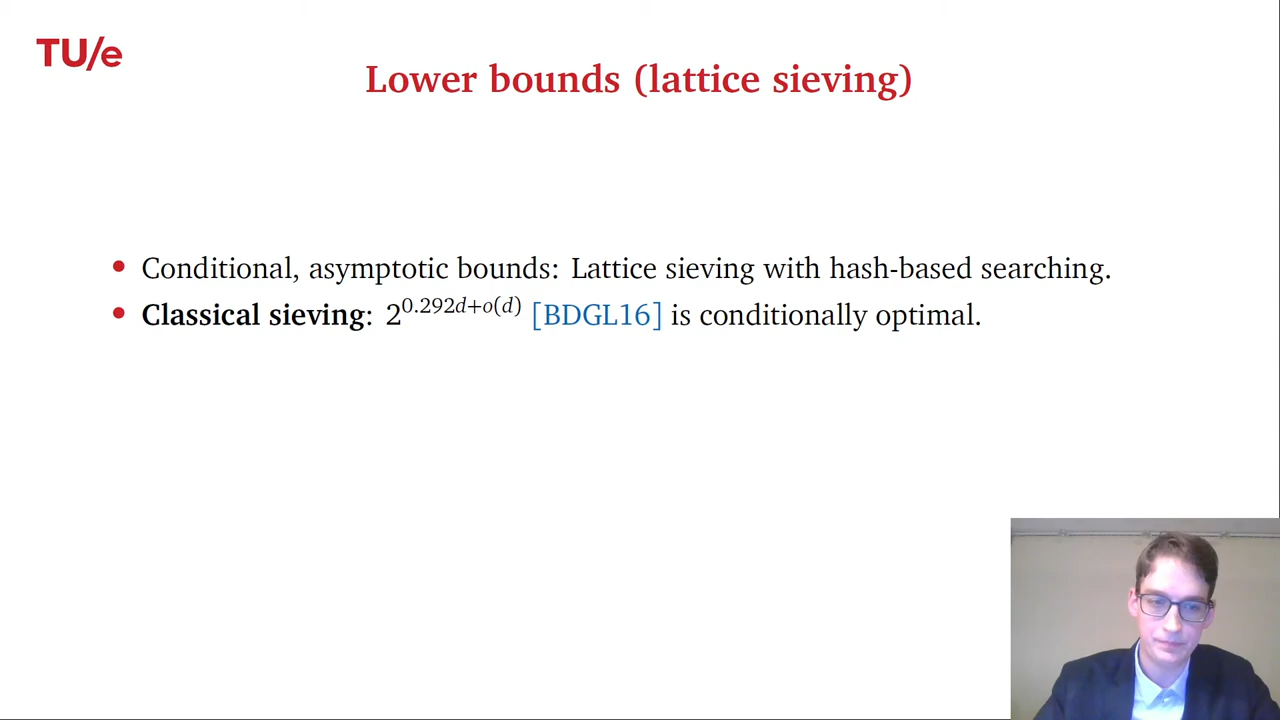 TU/e
Lower bounds (lattice sieving)
• Conditional, asymptotic bounds: Lattice sieving with hash-based searching.
• Classical sieving: 2^{0.292d+o(d)} [BDGL16] is conditionally optimal.